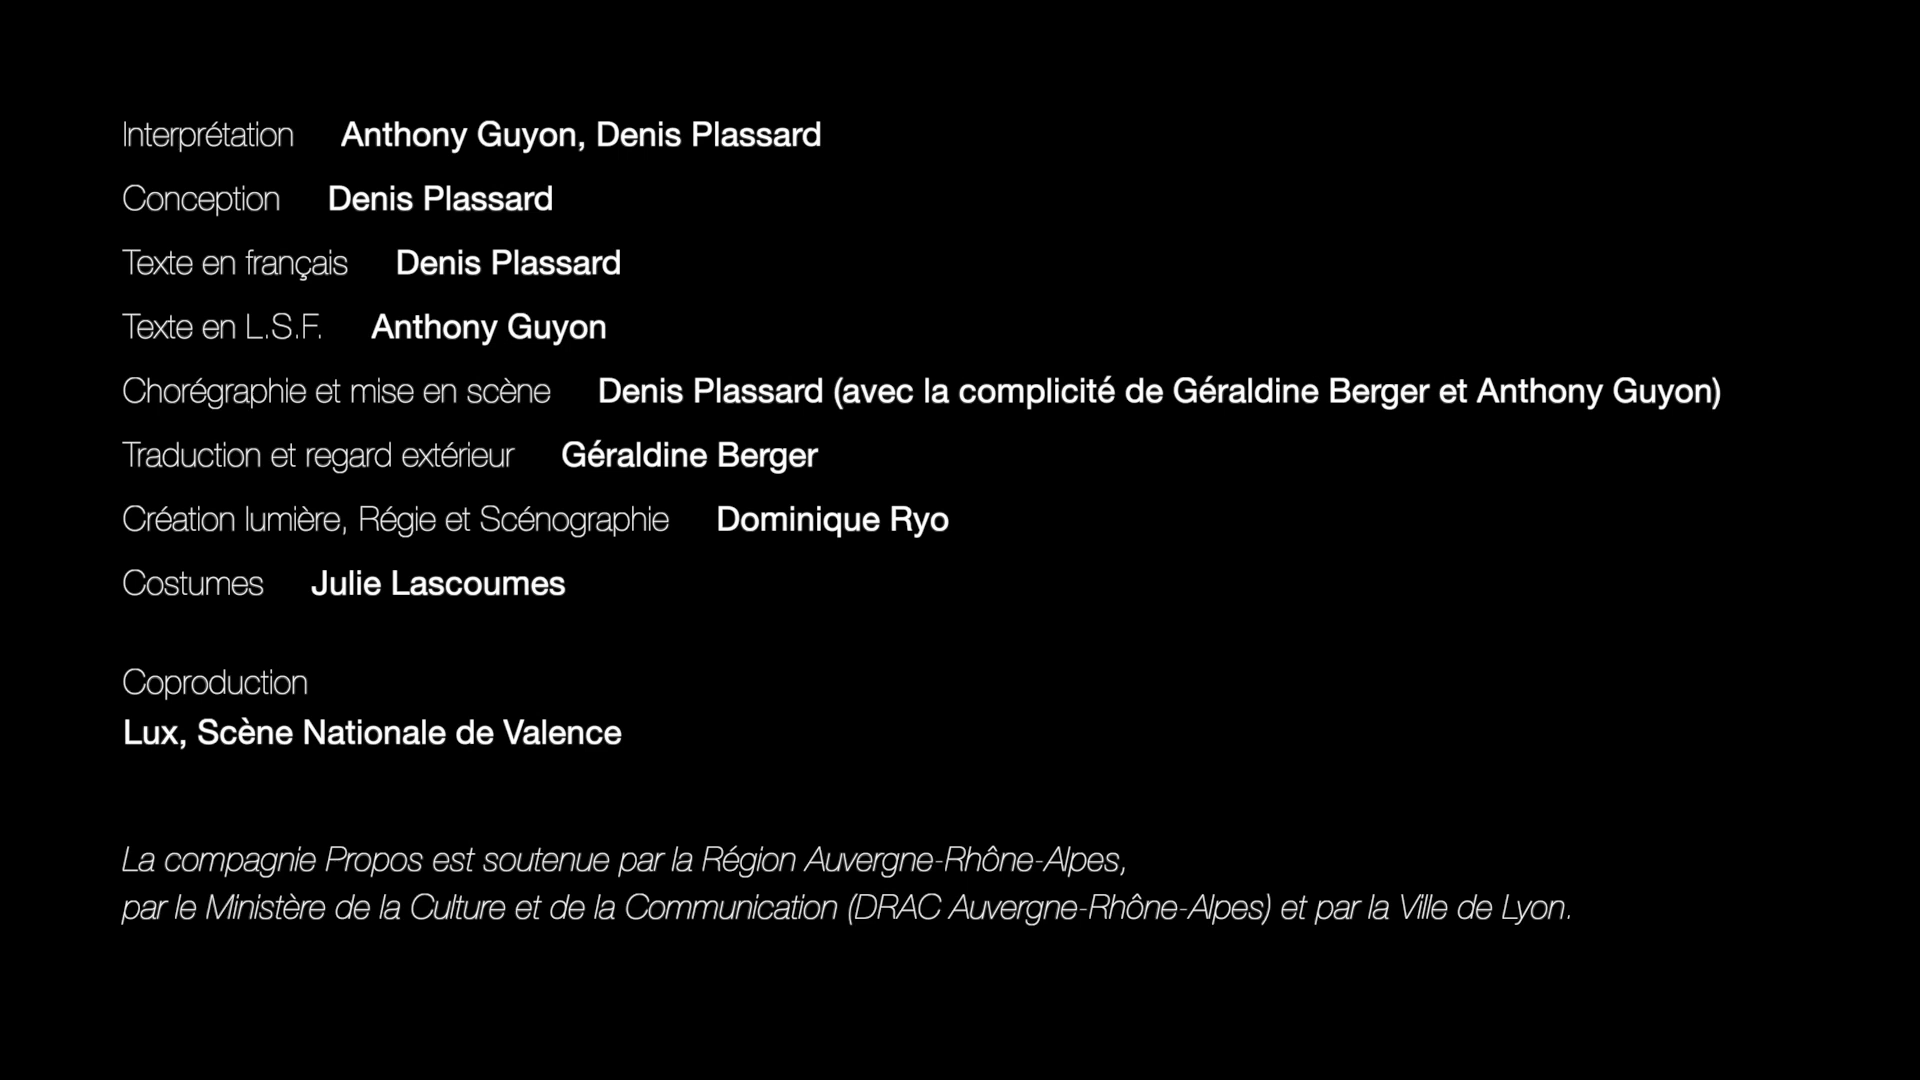 Interprétation Anthony Guyon, Denis Plassard
Conception Denis Plassard
Texte en français Denis Plassard
Texte en L.S.F. Anthony Guyon
Chorégraphie et mise en scène Denis Plassard (avec la complicité de Géraldine Berger et Anthony Guyon)
Traduction et regard extérieur Géraldine Berger
Création lumière, Régie et Scénographie Dominique Ryo
Costumes Julie Lascoumes
Coproduction
Lux, Scène Nationale de Valence
La compagnie Propos est soutenue par la Région Auvergne-Rhône-Alpes,
par le Ministère de la Culture et de la Communication (DRAC Auvergne-Rhône-Alpes) et par la Ville de Lyon.